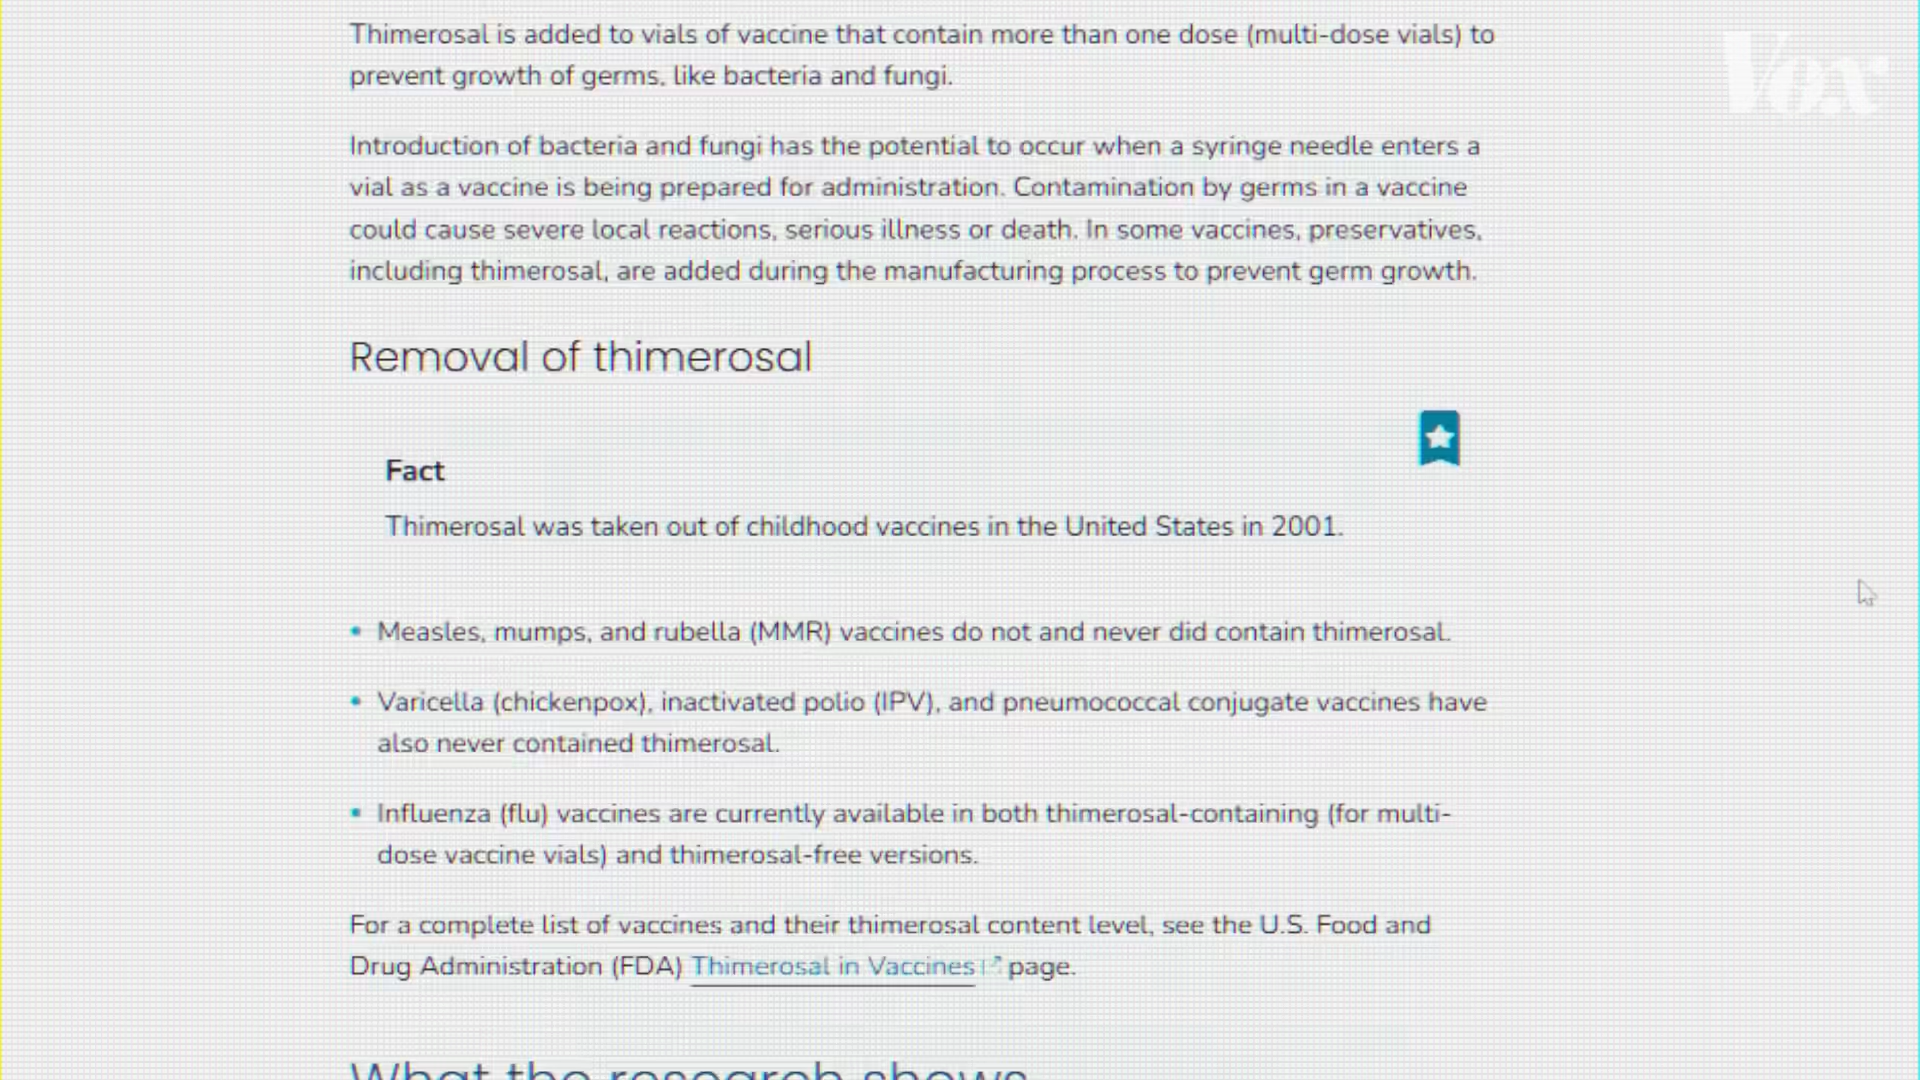 Thimerosal is added to vials of vaccine that contain more than one dose (multi-dose vials) to
prevent growth of germs, like bacteria and fungi.
Vox
Introduction of bacteria and fungi has the potential to occur when a syringe needle enters a
vial as a vaccine is being prepared for administration. Contamination by germs in a vaccine
could cause severe local reactions, serious illness or death. In some vaccines, preservatives,
including thimerosal, are added during the manufacturing process to prevent germ growth.
Removal of thimerosal
Fact
Thimerosal was taken out of childhood vaccines in the United States in 2001.
• Measles, mumps, and rubella (MMR) vaccines do not and never did contain thimerosal.
• Varicella (chickenpox), inactivated polio (IPV), and pneumococcal conjugate vaccines have
also never contained thimerosal.
• Influenza (flu) vaccines are currently available in both thimerosal-containing (for multi-
dose vaccine vials) and thimerosal-free versions.
For a complete list of vaccines and their thimerosal content level, see the U.S. Food and
Drug Administration (FDA) Thimerosal in Vaccines page.
What the research shows